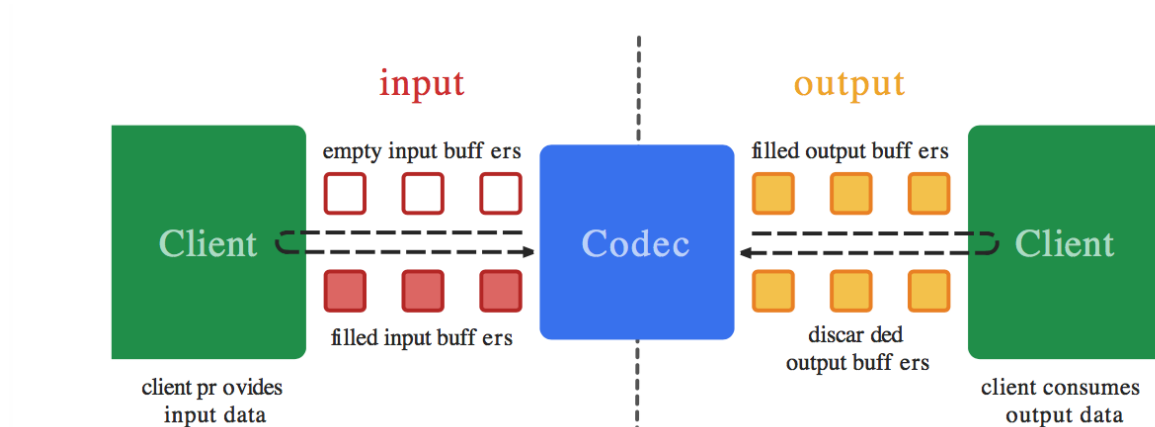 input
output
empty input buff ers
filled output buff ers
Client
Codec
Client
filled input buff ers
discar ded
output buff ers
client pr ovides
input data
client consumes
output data